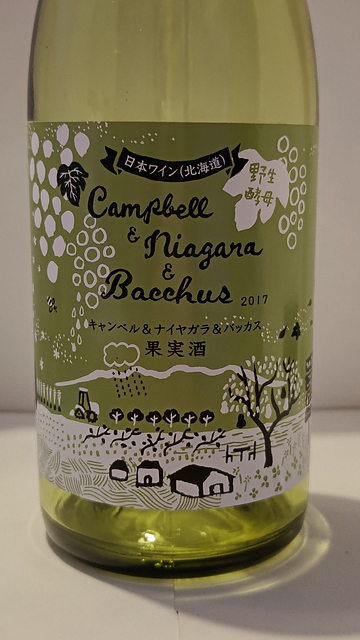 日本ワイン(北海道)
野生
酵母
Campbell
&
Niagara
&
Bacchus 2017
キャンベル&ナイヤガラ&バッカス
果実酒